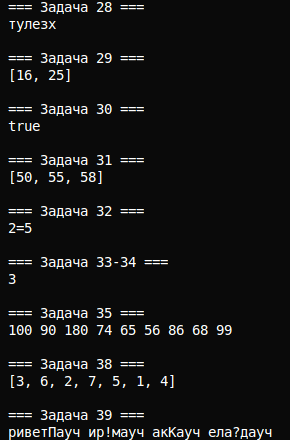 === Задача 28 ===
тулезх
=== Задача 29 ===
[16, 25]
=== Задача 30 ===
true
=== Задача 31 ===
[50, 55, 58]
=== Задача 32 ===
2=5
=== Задача 33-34 ===
3
=== Задача 35 ===
100 90 180 74 65 56 86 68 99
=== Задача 38 ===
[3, 6, 2, 7, 5, 1, 4]
=== Задача 39 ===
риветПауч ир!мауч акКауч ела?дауч